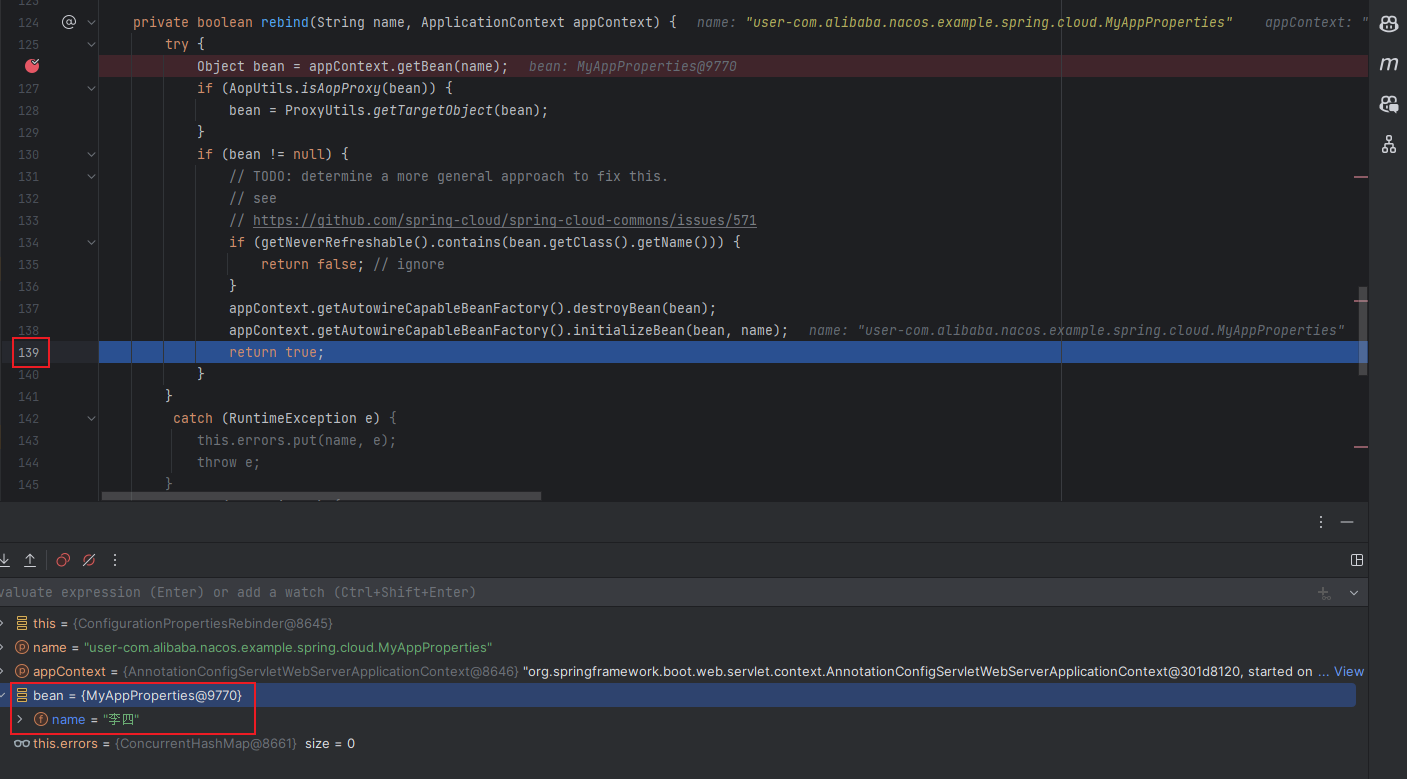 123
124 @ private boolean rebind(String name, ApplicationContext appContext) { name: "user-com.alibaba.nacos.example.spring.cloud.MyAppProperties" appContext: "
125 try {
Object bean = appContext.getBean(name); bean: MyAppProperties@9770
127 if (AopUtils.isAopProxy(bean)) {
128 bean = ProxyUtils.getTargetObject(bean);
129 }
130 if (bean != null) {
131 // TODO: determine a more general approach to fix this.
132 // see
133 // https://github.com/spring-cloud/spring-cloud-commons/issues/571
134 if (getNeverRefreshable().contains(bean.getClass().getName())) {
135 return false; // ignore
136 }
137 appContext.getAutowireCapableBeanFactory().destroyBean(bean);
138 appContext.getAutowireCapableBeanFactory().initializeBean(bean, name); name: "user-com.alibaba.nacos.example.spring.cloud.MyAppProperties"
139 return true;
140 }
141 }
142 catch (RuntimeException e) {
143 this.errors.put(name, e);
144 throw e;
145 }
valuate expression (Enter) or add a watch (Ctrl+Shift+Enter)
this = {ConfigurationPropertiesRebinder@8645}
name = "user-com.alibaba.nacos.example.spring.cloud.MyAppProperties"
appContext = {AnnotationConfigServletWebServerApplicationContext@8646} "org.springframework.boot.web.servlet.context.AnnotationConfigServletWebServerApplicationContext@301d8120, started on ... View
bean = {MyAppProperties@9770}
name = "李四"
this.errors = {ConcurrentHashMap@8661} size = 0